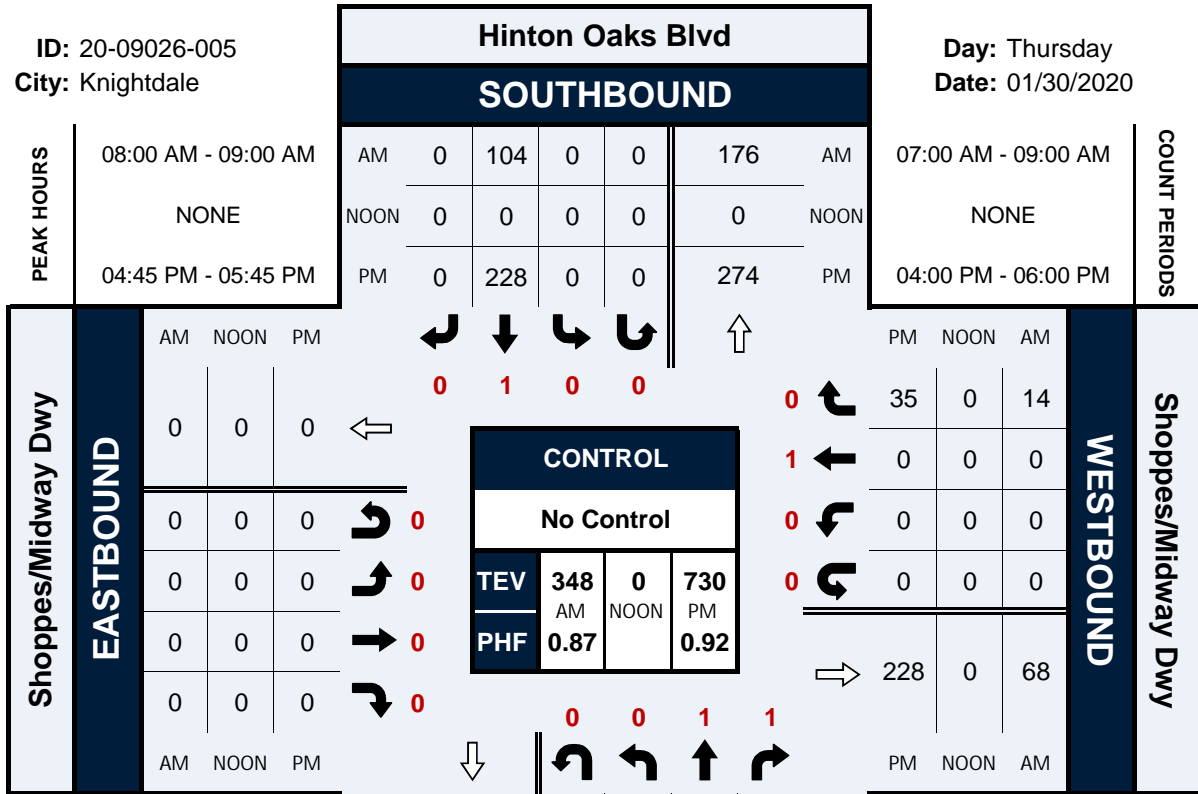 ID: 20-09026-005
City: Knightdale
Hinton Oaks Blvd
SOUTHBOUND
Day: Thursday
Date: 01/30/2020
PEAK HOURS
08:00 AM - 09:00 AM
NONE
04:45 PM - 05:45 PM
AM 0 104 0 0 176 AM
NOON 0 0 0 0 0 NOON
PM 0 228 0 0 274 PM
07:00 AM - 09:00 AM
NONE
04:00 PM - 06:00 PM
COUNT PERIODS
0 1 0 0
Shoppes/Midway Dwy
EASTBOUND
AM NOON PM
0 0 0
0 0 0 0
0 0 0 0
0 0 0 0
0 0 0 0
AM NOON PM
CONTROL
No Control
TEV 348 0 730
AM NOON PM
PHF 0.87 0.92
PM NOON AM
0 35 0 14
1 0 0 0
0 0 0 0
0 0 0 0
228 0 68
PM NOON AM
WESTBOUND
Shoppes/Midway Dwy
0 0 1 1